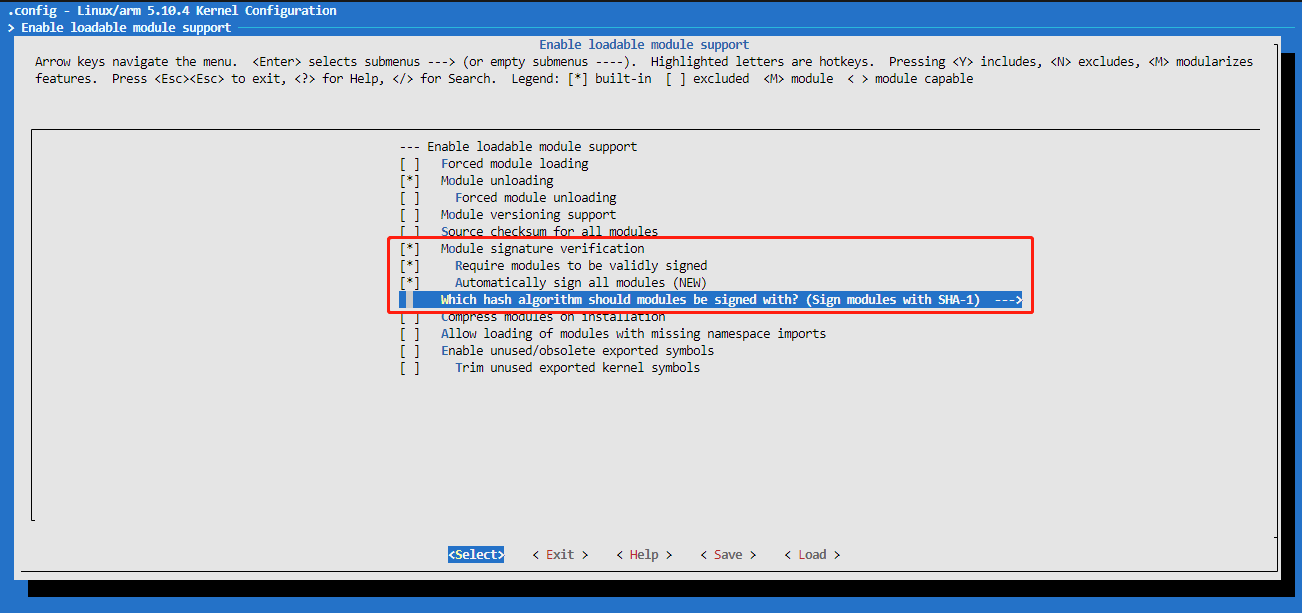 .config - Linux/arm 5.10.4 Kernel Configuration
> Enable loadable module support
Enable loadable module support
Arrow keys navigate the menu.  <Enter> selects submenus ---> (or empty submenus ----).  Highlighted letters are hotkeys.  Pressing <Y> includes, <N> excludes, <M> modularizes
features.  Press <Esc><Esc> to exit, <?> for Help, </> for Search.  Legend: [*] built-in  [ ] excluded  <M> module  < > module capable
--- Enable loadable module support
[ ]   Forced module loading
[*]   Module unloading
[ ]     Forced module unloading
[ ]   Module versioning support
[ ]   Source checksum for all modules
[*]   Module signature verification
[*]     Require modules to be validly signed
[*]     Automatically sign all modules (NEW)
Which hash algorithm should modules be signed with? (Sign modules with SHA-1)  --->
[ ]   Compress modules on installation
[ ]   Allow loading of modules with missing namespace imports
[ ]   Enable unused/obsolete exported symbols
[ ]     Trim unused exported kernel symbols
<Select>    < Exit >    < Help >    < Save >    < Load >